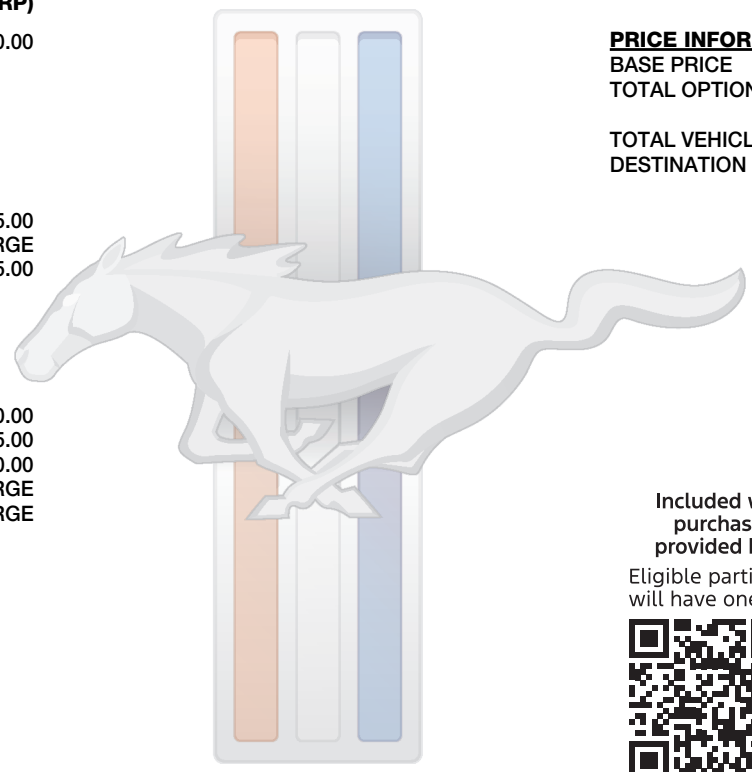 RP)
0.00
5.00
RGE
5.00
0.00
5.00
0.00
RGE
RGE
PRICE INFOR
BASE PRICE
TOTAL OPTION
TOTAL VEHICL
DESTINATION
Included w
purchas
provided b
Eligible parti
will have one